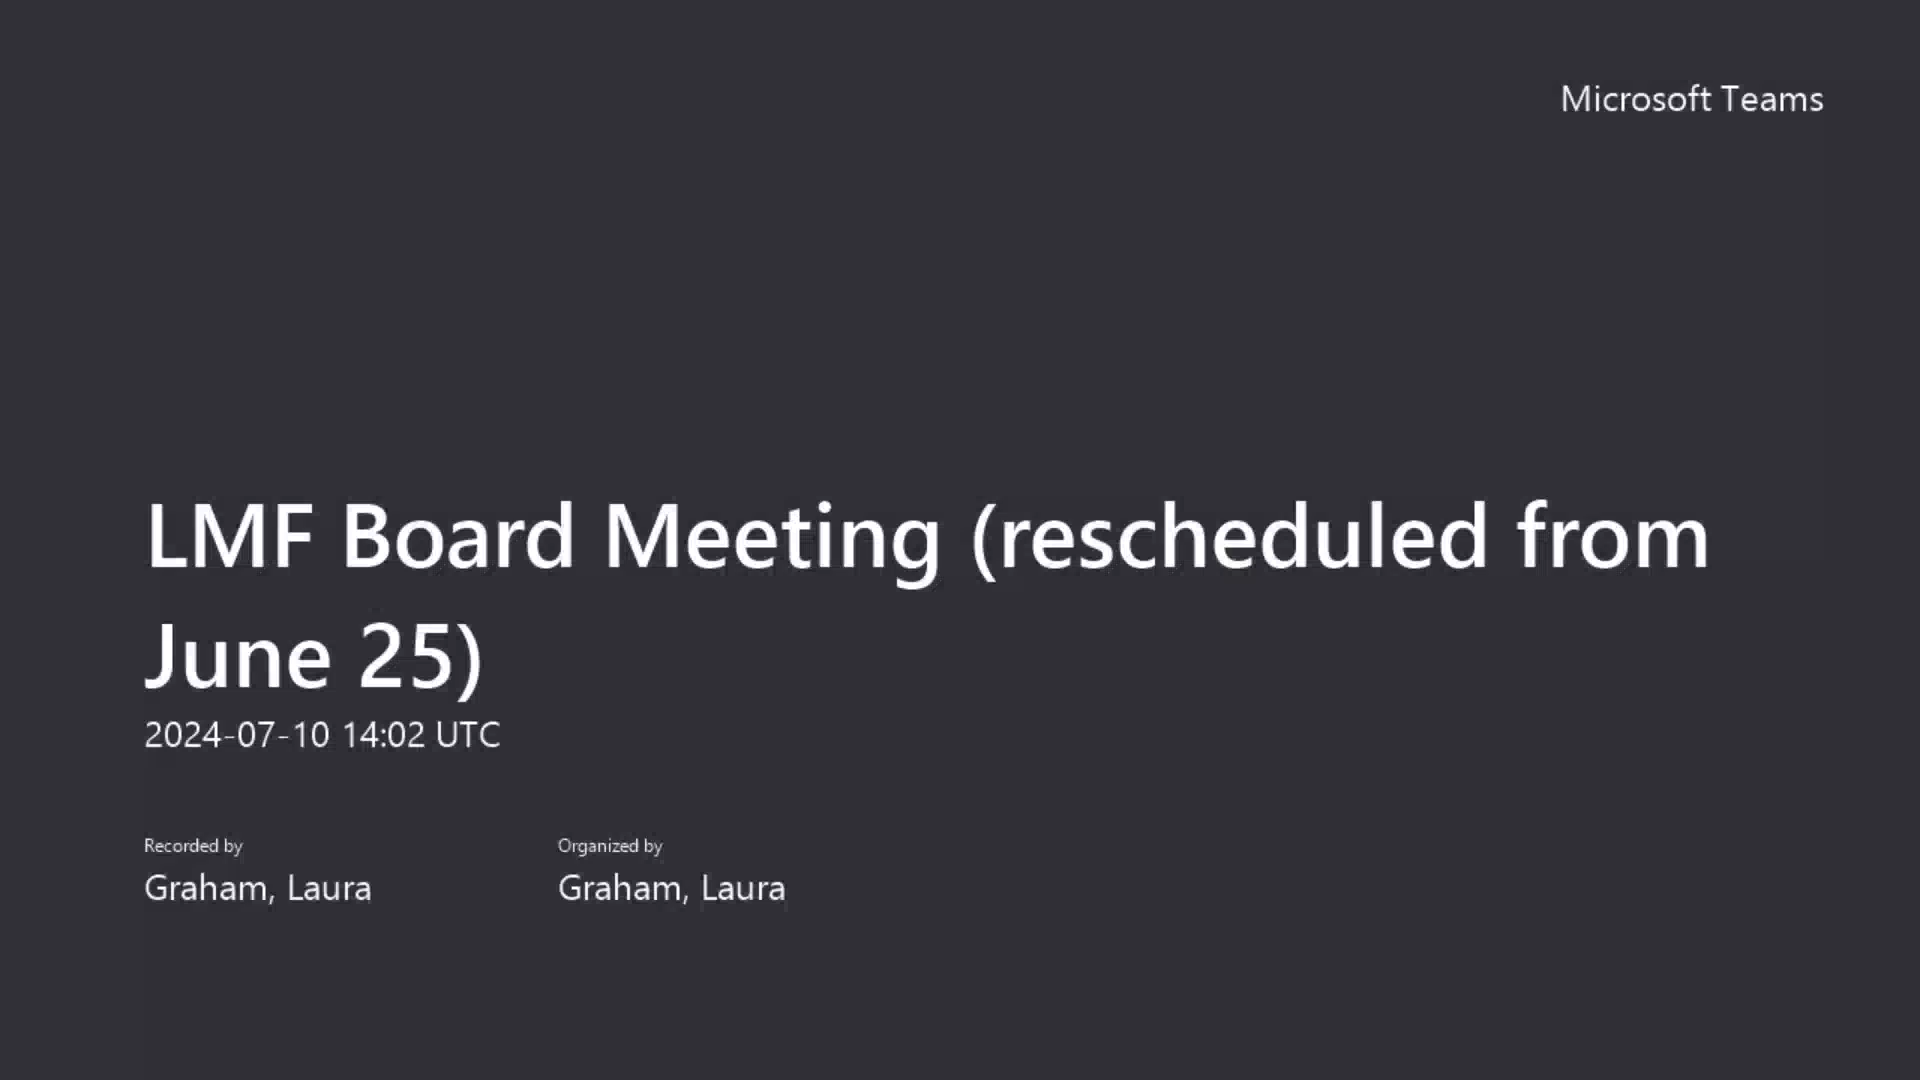 Microsoft Teams
LMF Board Meeting (rescheduled from
June 25)
2024-07-10 14:02 UTC
Recorded by
Organized by
Graham, Laura
Graham, Laura